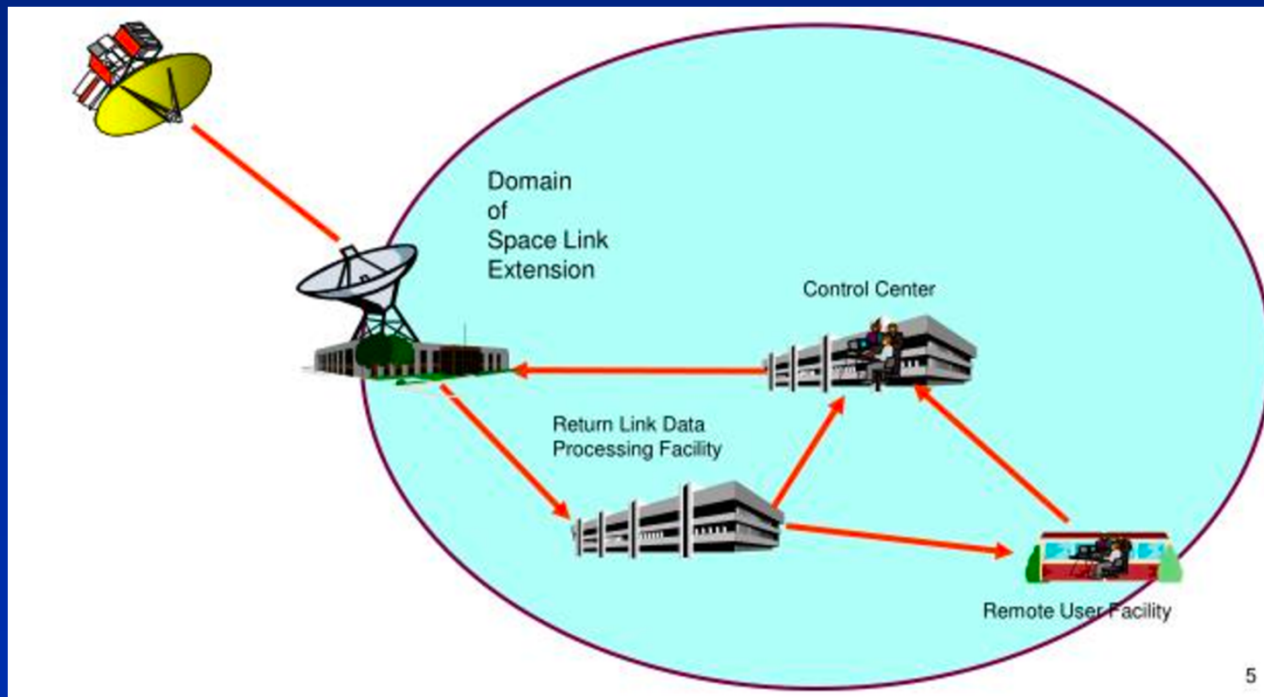 Domain
of
Space Link
Extension
Control Center
Return Link Data
Processing Facility
Remote User Facility
5